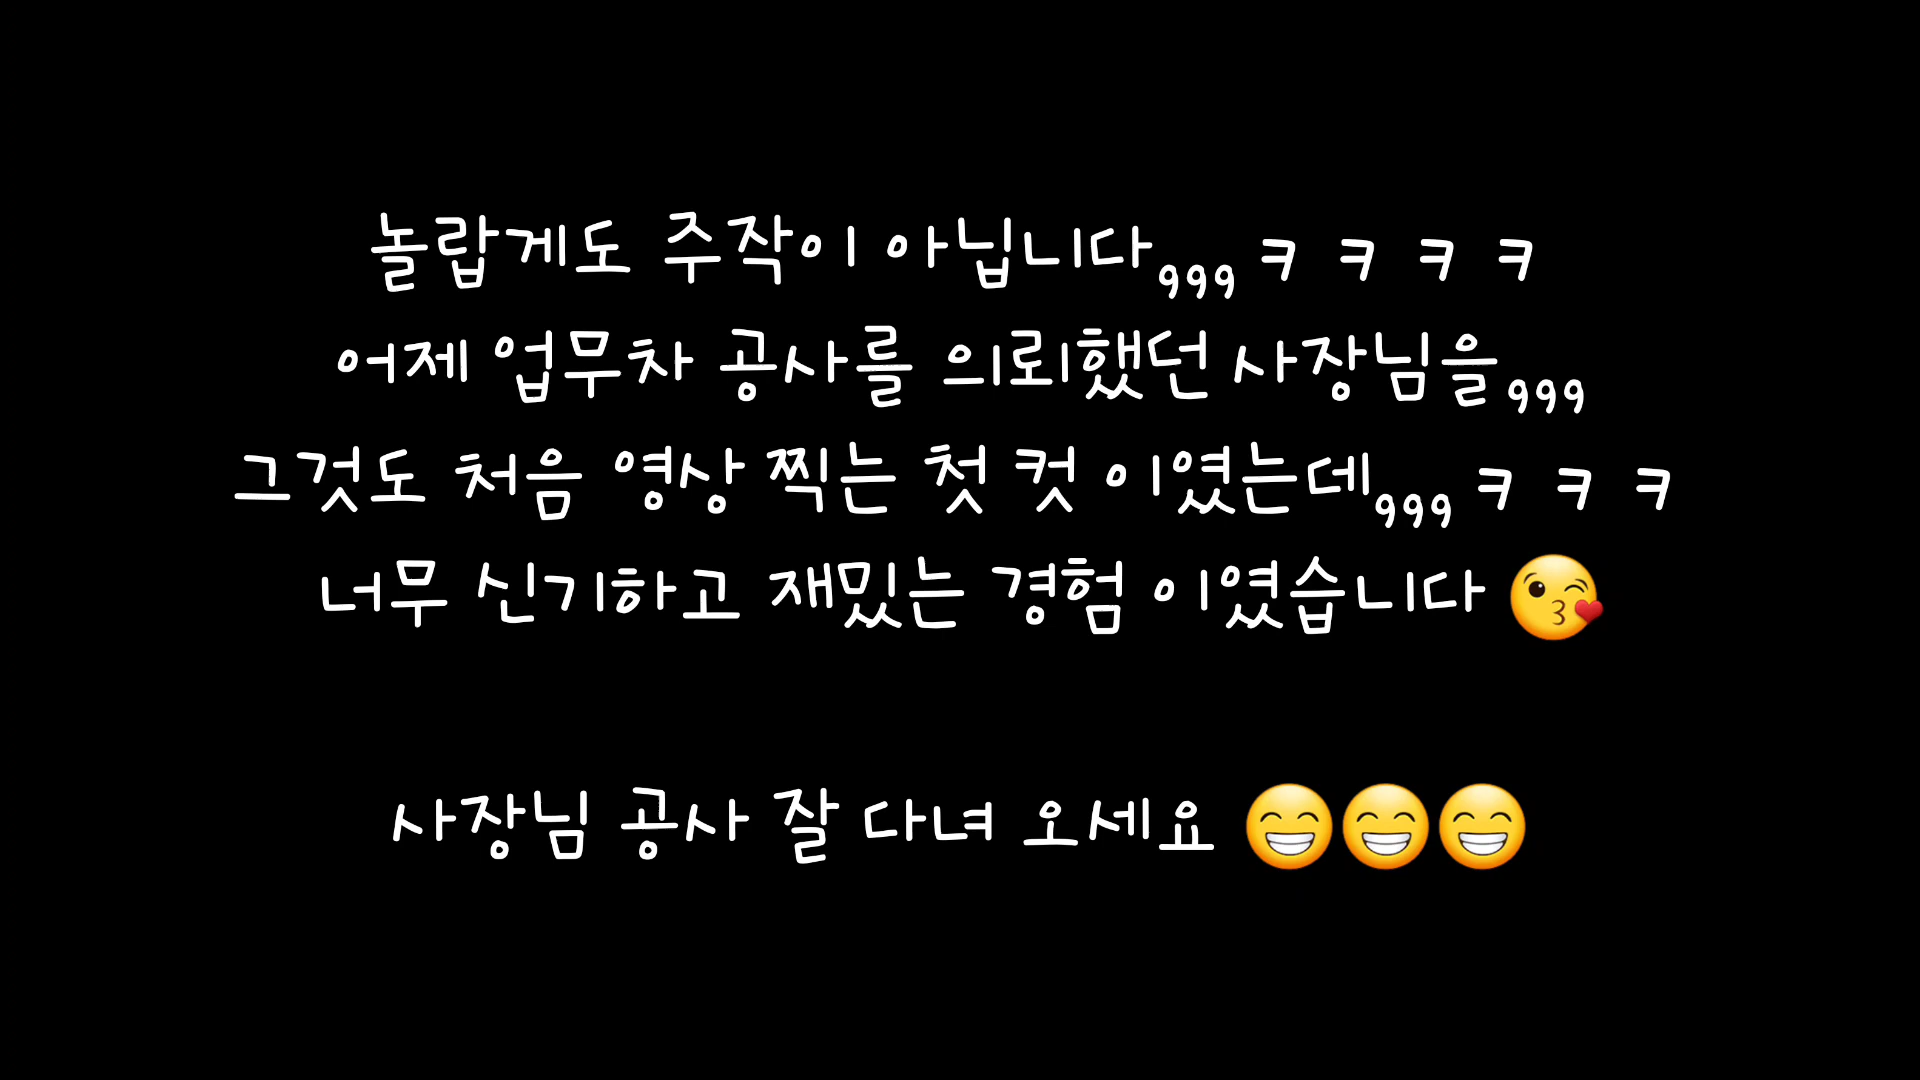 놀랍게도 주작이 아닙니다,,, ㅋ ㅋ ㅋ ㅋ
어제 업무차 공사를 의뢰했던 사장님을,,,
그것도 처음 영상 찍는 첫 컷 이였는데,,, ㅋ ㅋ ㅋ
너무 신기하고 재밌는 경험 이였습니다 😘
사장님 공사 잘 다녀 오세요 😁😁😁